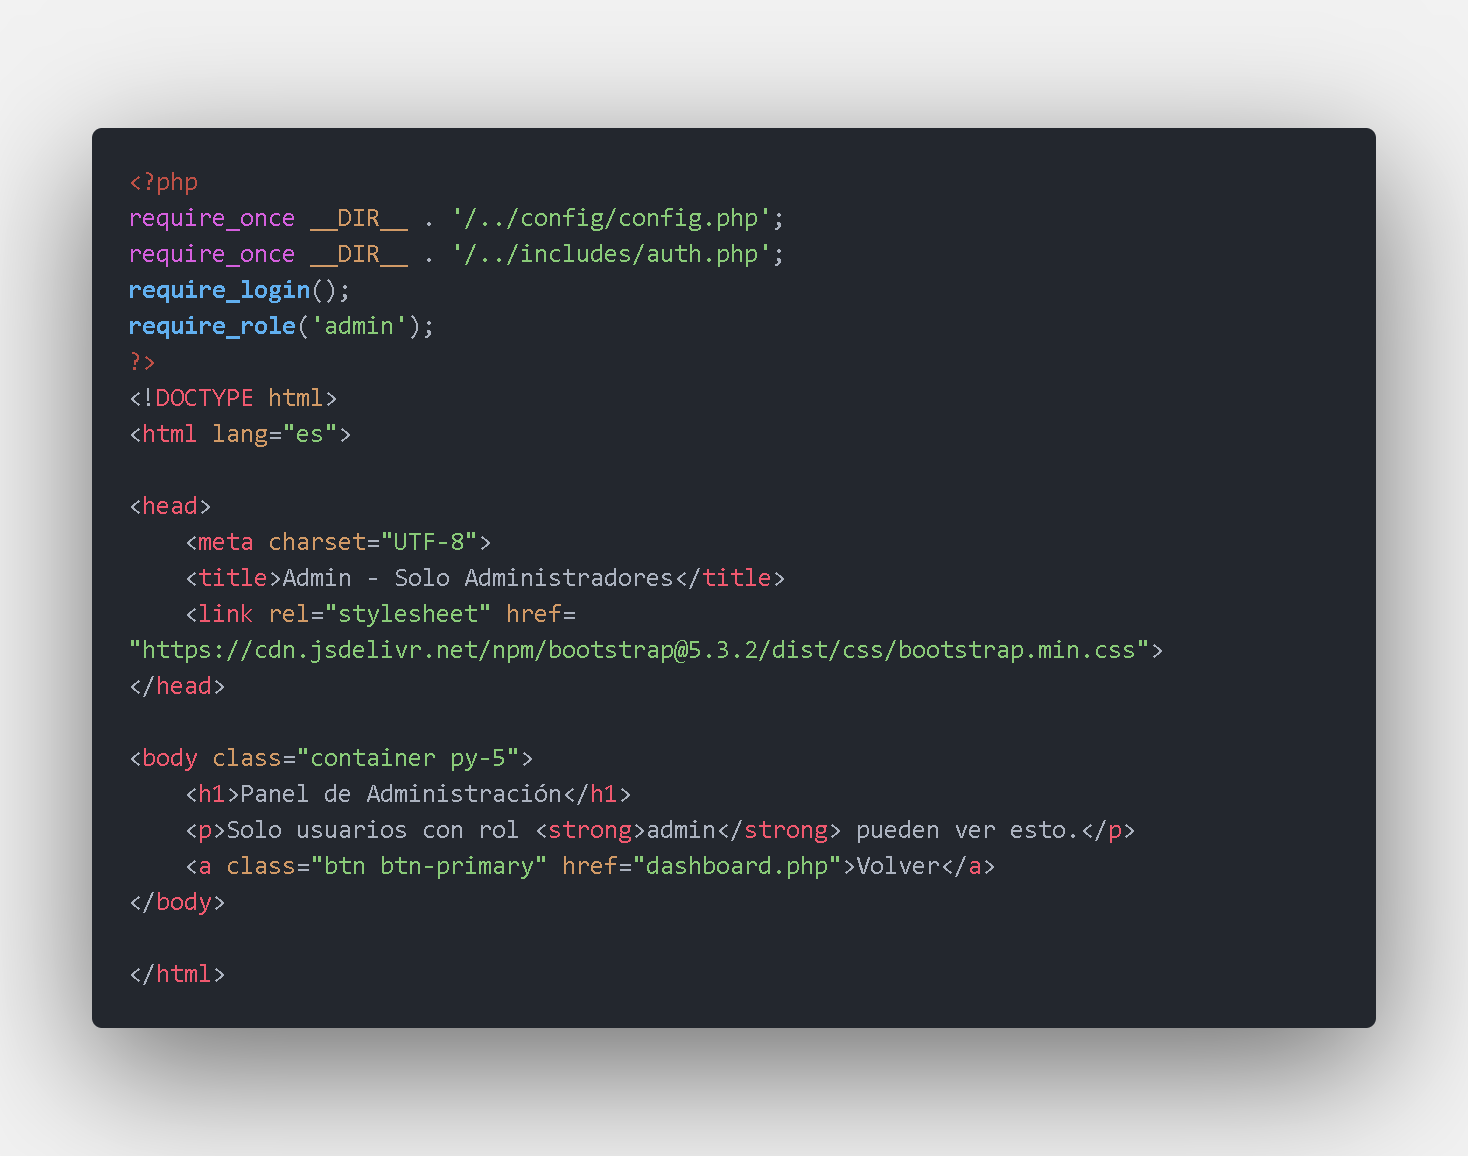 <?php
require_once __DIR__ . '/../config/config.php';
require_once __DIR__ . '/../includes/auth.php';
require_login();
require_role('admin');
?>
<!DOCTYPE html>
<html lang="es">

<head>
    <meta charset="UTF-8">
    <title>Admin - Solo Administradores</title>
    <link rel="stylesheet" href=
"https://cdn.jsdelivr.net/npm/bootstrap@5.3.2/dist/css/bootstrap.min.css">
</head>

<body class="container py-5">
    <h1>Panel de Administración</h1>
    <p>Solo usuarios con rol <strong>admin</strong> pueden ver esto.</p>
    <a class="btn btn-primary" href="dashboard.php">Volver</a>
</body>

</html>